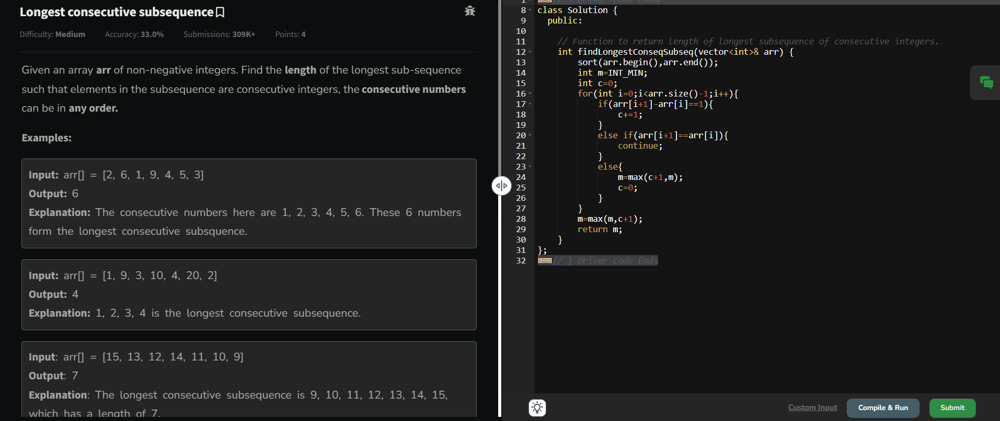 Longest consecutive subsequence
Difficulty: Medium Accuracy: 33.0% Submissions: 309K+ Points: 4
Given an array arr of non-negative integers. Find the length of the longest sub-sequence
such that elements in the subsequence are consecutive integers, the consecutive numbers
can be in any order.
Examples:
Input: arr[] = [2, 6, 1, 9, 4, 5, 3]
Output: 6
Explanation: The consecutive numbers here are 1, 2, 3, 4, 5, 6. These 6 numbers
form the longest consecutive subsquence.
Input: arr[] = [1, 9, 3, 10, 4, 20, 2]
Output: 4
Explanation: 1, 2, 3, 4 is the longest consecutive subsequence.
Input: arr[] = [15, 13, 12, 14, 11, 10, 9]
Output: 7
Explanation: The longest consecutive subsequence is 9, 10, 11, 12, 13, 14, 15,
which has a length of 7.
1 // } Driver Code Ends
8 class Solution {
9 public:
10
11 // Function to return length of longest subsequence of consecutive integers.
12 int findLongestConseqSubseq(vector<int>& arr) {
13 sort(arr.begin(),arr.end());
14 int m=INT_MIN;
15 int c=0;
16 for(int i=0;i<arr.size()-1;i++){
17 if(arr[i+1]-arr[i]==1){
18 c+=1;
19 }
20 else if(arr[i+1]==arr[i]){
21 continue;
22 }
23 else{
24 m=max(c+1,m);
25 c=0;
26 }
27 }
28 m=max(m,c+1);
29 return m;
30 }
31 };
32 // } Driver Code Ends
Custom Input Compile & Run Submit